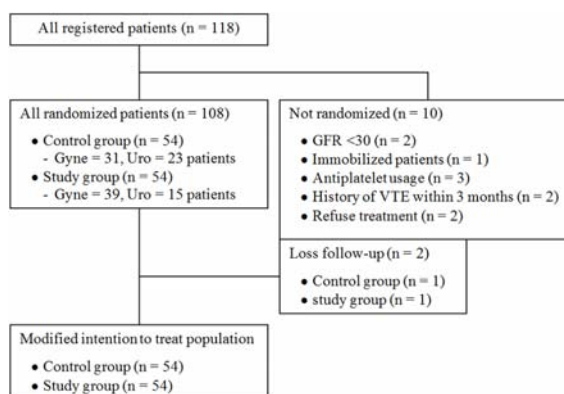 All registered patients (n = 118)
All randomized patients (n = 108)
● Control group (n = 54)
- Gyne = 31, Uro = 23 patients
● Study group (n = 54)
- Gyne = 39, Uro = 15 patients
Not randomized (n = 10)
● GFR <30 (n = 2)
● Immobilized patients (n = 1)
● Antiplatelet usage (n = 3)
● History of VTE within 3 months (n = 2)
● Refuse treatment (n = 2)
Loss follow-up (n = 2)
● Control group (n = 1)
● study group (n = 1)
Modified intention to treat population
● Control group (n = 54)
● Study group (n = 54)